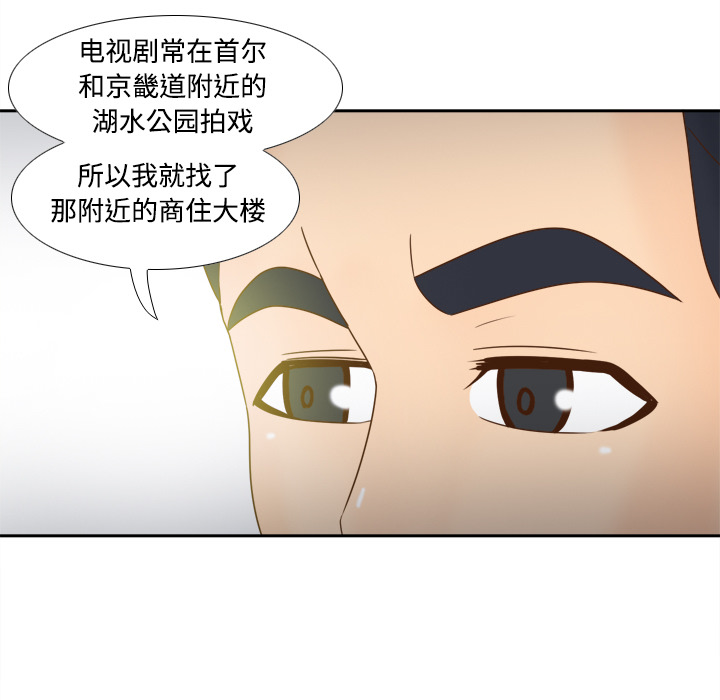 电视剧常在首尔
和京畿道附近的
湖水公园拍戏
所以我就找了
那附近的商住大楼